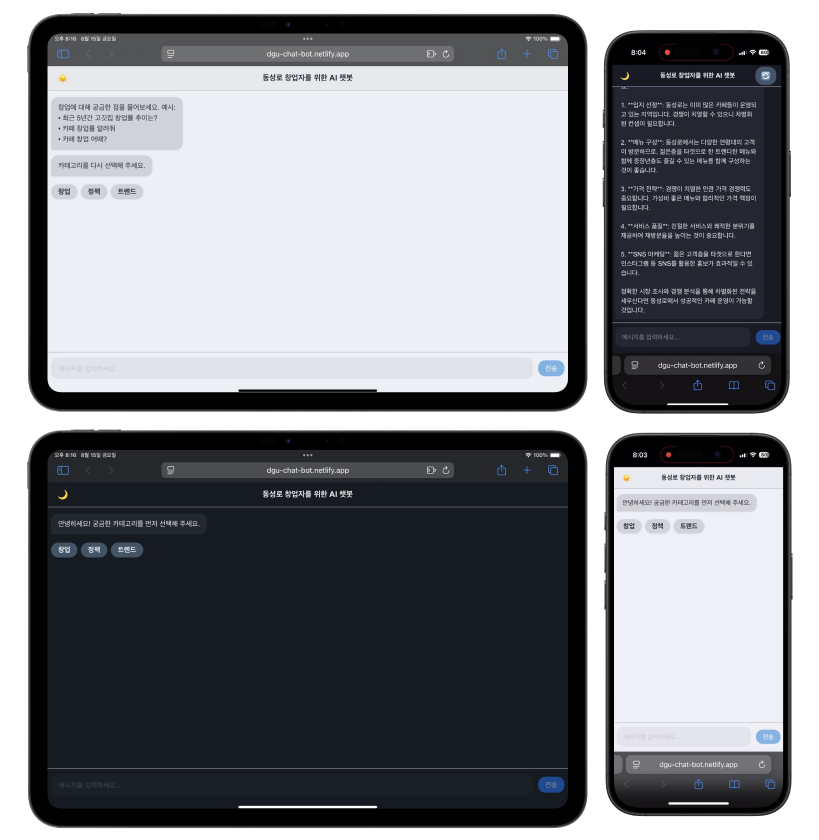 오후 8:16 8월 15일 금요일
100%
dgu-chat-bot.netlify.app
동성로 창업자를 위한 AI 챗봇
창업에 대해 궁금한 점을 물어보세요. 예시:
• 최근 5년간 고깃집 창업률 추이는?
• 카페 창업률 알려줘
• 카페 창업 어때?
카테고리를 다시 선택해 주세요.
창업 정책 트렌드
메시지를 입력하세요...
전송
8:04
동성로 창업자를 위한 AI 챗봇
요.
1. **입지 선정**: 동성로는 이미 많은 카페들이 운영되
고 있는 지역입니다. 경쟁이 치열할 수 있으니 차별화
된 컨셉이 필요합니다.
2. **메뉴 구성**: 동성로에서는 다양한 연령대의 고객
이 방문하므로, 젊은층을 타겟으로 한 트렌디한 메뉴와
함께 중장년층도 즐길 수 있는 메뉴를 함께 구성하는
것이 좋습니다.
3. **가격 전략**: 경쟁이 치열한 만큼 가격 경쟁력도
중요합니다. 가성비 좋은 메뉴와 합리적인 가격 책정이
필요합니다.
4. **서비스 품질**: 친절한 서비스와 쾌적한 분위기를
제공하여 재방문율을 높이는 것이 중요합니다.
5. **SNS 마케팅**: 젊은 고객층을 타겟으로 한다면
인스타그램 등 SNS를 활용한 홍보가 효과적일 수 있
습니다.
정확한 시장 조사와 경쟁 분석을 통해 차별화된 전략을
세우신다면 동성로에서 성공적인 카페 운영이 가능할
것입니다.
메시지를 입력하세요...
전송
dgu-chat-bot.netlify.app
오후 8:16 8월 15일 금요일
100%
dgu-chat-bot.netlify.app
동성로 창업자를 위한 AI 챗봇
안녕하세요! 궁금한 카테고리를 먼저 선택해 주세요.
창업 정책 트렌드
메시지를 입력하세요...
전송
8:03
동성로 창업자를 위한 AI 챗봇
안녕하세요! 궁금한 카테고리를 먼저 선택해 주세요.
창업 정책 트렌드
메시지를 입력하세요...
전송
dgu-chat-bot.netlify.app